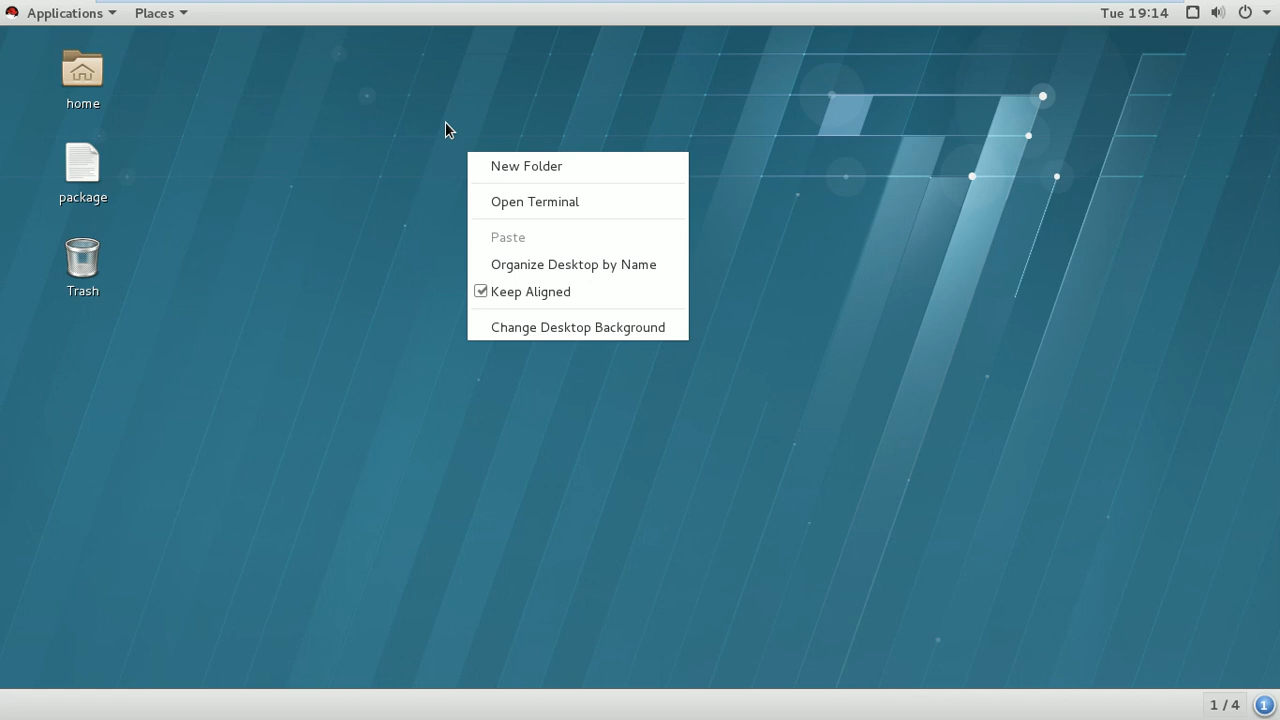 Applications
Places
Tue 19:14
home
package
Trash
New Folder
Open Terminal
Paste
Organize Desktop by Name
Keep Aligned
Change Desktop Background
1 / 4
1